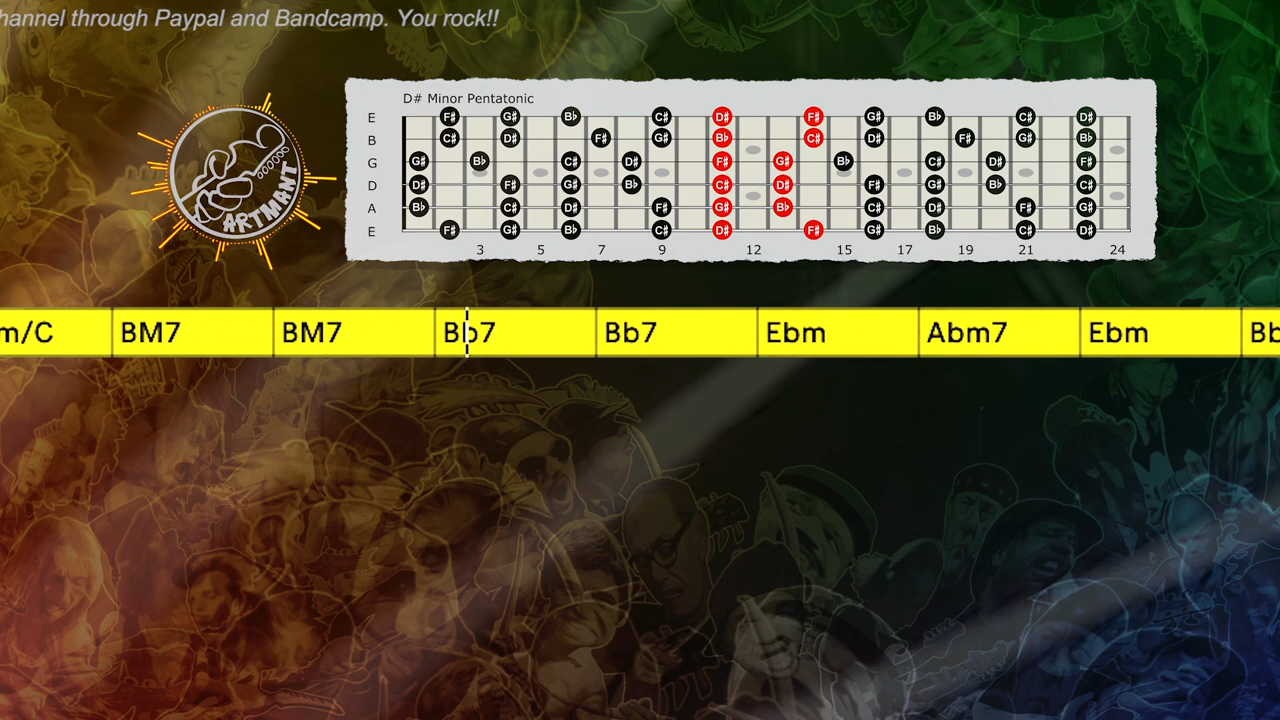 hannel through Paypal and Bandcamp. You rock!!
D# Minor Pentatonic
E F# G# B♭ C# D# F# G# B♭ C# D#
B C# D# F# G# B♭ C# D# F# G# B♭
G G# B♭ C# D# F# G# B♭ C# D# F#
D D# F# G# B♭ C# D# F# G# B♭ C#
A B♭ C# D# F# G# B♭ C# D# F# G#
E F# G# B♭ C# D# F# G# B♭ C# D#
3 5 7 9 12 15 17 19 21 24
ARTMANT
m/C BM7 BM7 Bb7 Bb7 Ebm Abm7 Ebm Bb